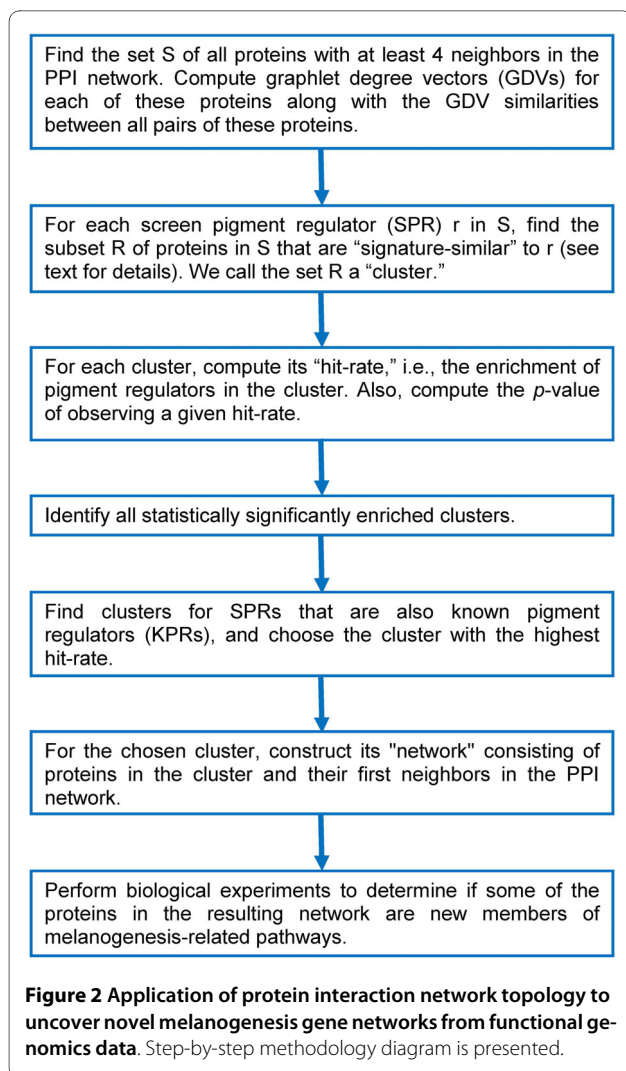 Find the set S of all proteins with at least 4 neighbors in the
PPI network. Compute graphlet degree vectors (GDVs) for
each of these proteins along with the GDV similarities
between all pairs of these proteins.
For each screen pigment regulator (SPR) r in S, find the
subset R of proteins in S that are “signature-similar” to r (see
text for details). We call the set R a “cluster.”
For each cluster, compute its “hit-rate,” i.e., the enrichment of
pigment regulators in the cluster. Also, compute the p-value
of observing a given hit-rate.
Identify all statistically significantly enriched clusters.
Find clusters for SPRs that are also known pigment
regulators (KPRs), and choose the cluster with the highest
hit-rate.
For the chosen cluster, construct its "network" consisting of
proteins in the cluster and their first neighbors in the PPI
network.
Perform biological experiments to determine if some of the
proteins in the resulting network are new members of
melanogenesis-related pathways.
Figure 2 Application of protein interaction network topology to
uncover novel melanogenesis gene networks from functional ge-
nomics data. Step-by-step methodology diagram is presented.